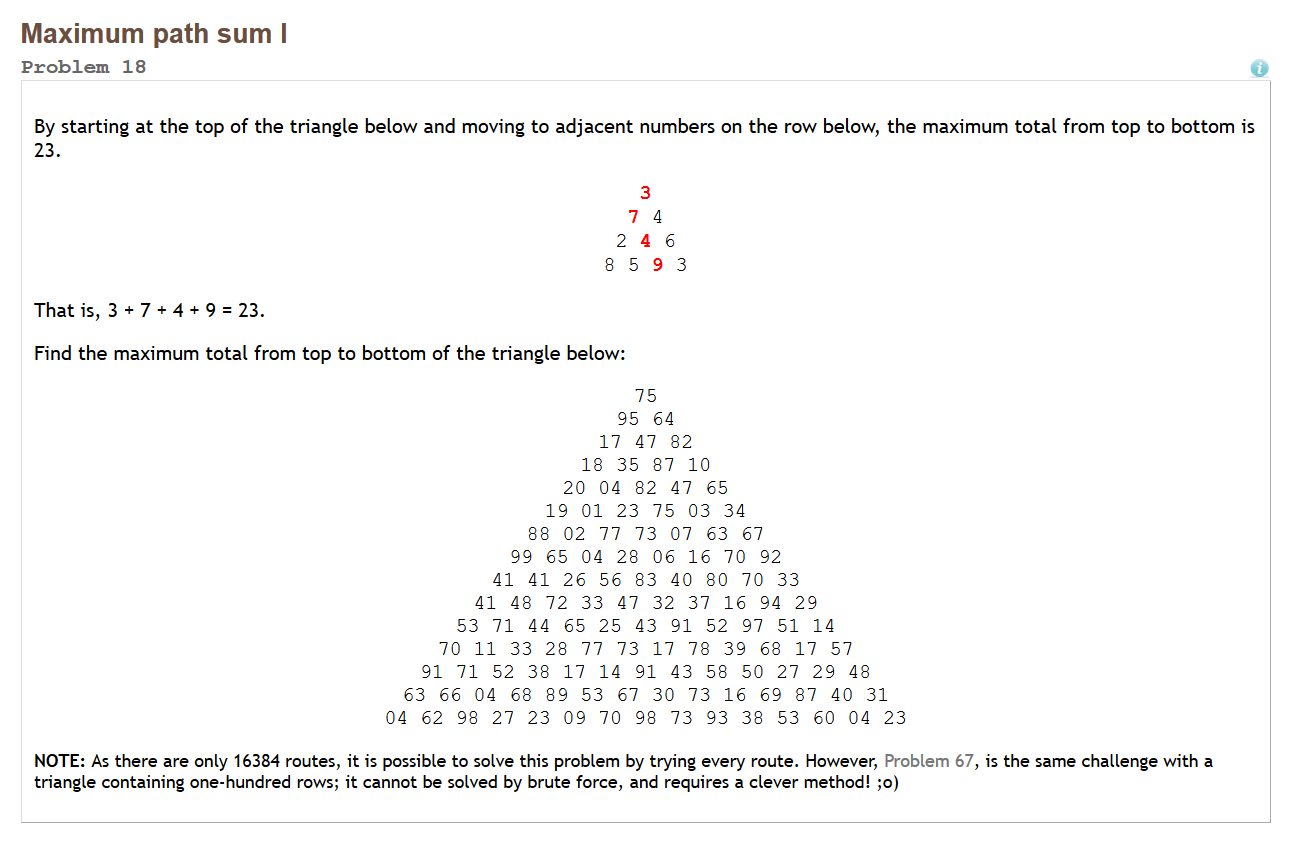 Maximum path sum I
Problem 18
i
By starting at the top of the triangle below and moving to adjacent numbers on the row below, the maximum total from top to bottom is
23.
3
7 4
2 4 6
8 5 9 3
That is, 3 + 7 + 4 + 9 = 23.
Find the maximum total from top to bottom of the triangle below:
75
95 64
17 47 82
18 35 87 10
20 04 82 47 65
19 01 23 75 03 34
88 02 77 73 07 63 67
99 65 04 28 06 16 70 92
41 41 26 56 83 40 80 70 33
41 48 72 33 47 32 37 16 94 29
53 71 44 65 25 43 91 52 97 51 14
70 11 33 28 77 73 17 78 39 68 17 57
91 71 52 38 17 14 91 43 58 50 27 29 48
63 66 04 68 89 53 67 30 73 16 69 87 40 31
04 62 98 27 23 09 70 98 73 93 38 53 60 04 23
NOTE: As there are only 16384 routes, it is possible to solve this problem by trying every route. However, Problem 67, is the same challenge with a
triangle containing one-hundred rows; it cannot be solved by brute force, and requires a clever method! ;o)